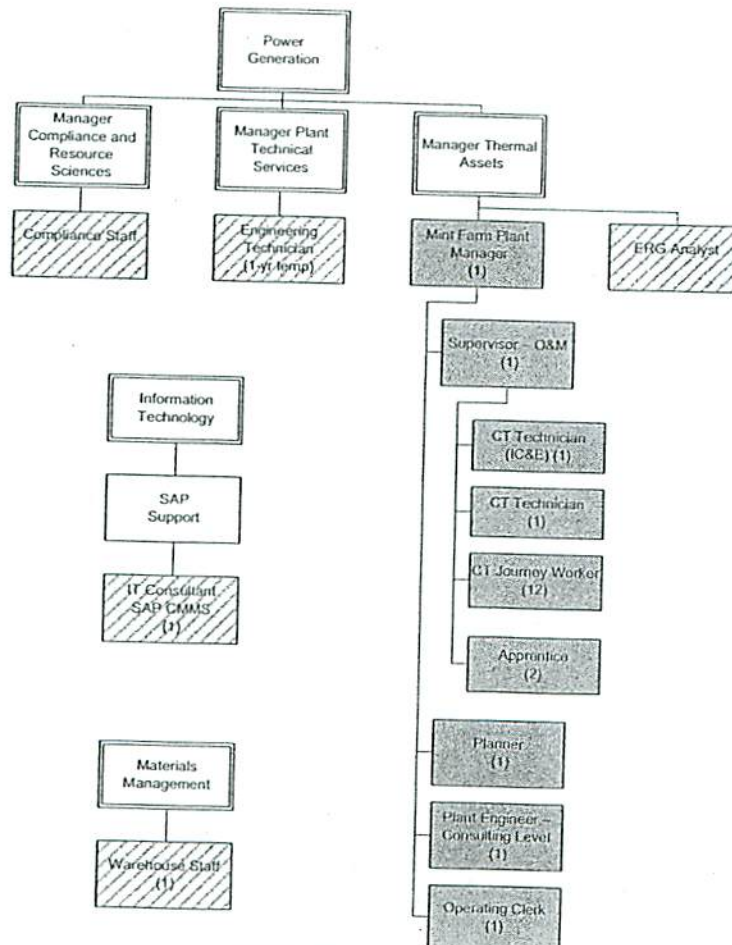 Power
Generation
Manager
Compliance and
Resource
Sciences
Manager Plant
Technical
Services
Manager Thermal
Assets
Compliance Staff
Engineering
Technician
(1-yr temp)
Mint Farm Plant
Manager
(1)
ERG Analyst
Supervisor – O&M
(1)
Information
Technology
CT Technician
(IC&E) (1)
SAP
Support
CT Technician
(1)
IT Consultant
SAP CMMS
(1)
CT Journey Worker
(12)
Apprentice
(2)
Materials
Management
Planner
(1)
Warehouse Staff
(1)
Plant Engineer –
Consulting Level
(1)
Operating Clerk
(1)